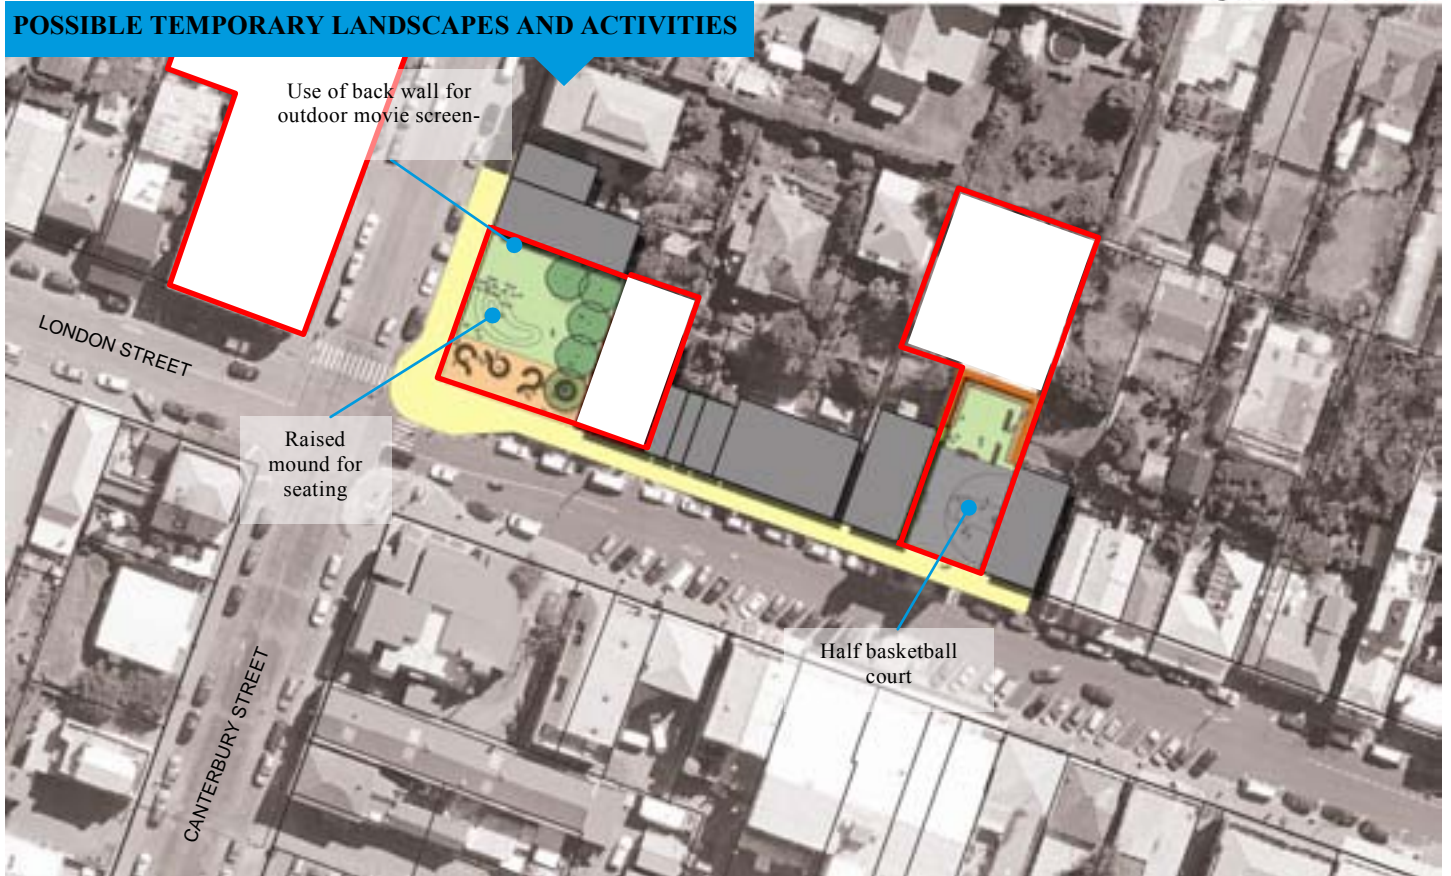 POSSIBLE TEMPORARY LANDSCAPES AND ACTIVITIES
Use of back wall for
outdoor movie screen-
LONDON STREET
Raised
mound for
seating
Half basketball
court
CANTERBURY STREET